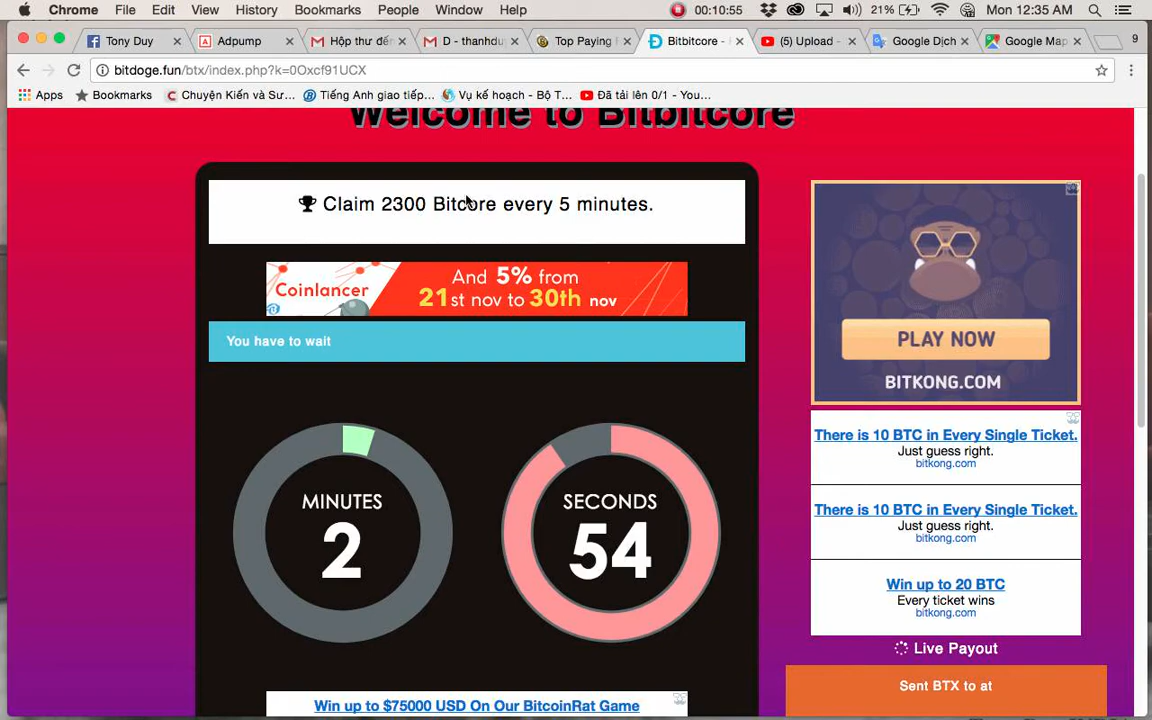 Chrome File Edit View History Bookmarks People Window Help 00:10:55 21% Mon 12:35 AM
Tony Duy Adpump Hộp thư đến D - thanhdu Top Paying Bitbitcore - (5) Upload - Google Dịch Google Map 9
bitdoge.fun/btx/index.php?k=0Oxcf91UCX
Apps Bookmarks Chuyện Kiến và Sư... Tiếng Anh giao tiếp... Vụ kế hoạch - Bộ T... Đã tải lên 0/1 - You...
Welcome to Bitbitcore
Claim 2300 Bitcore every 5 minutes.
Coinlancer
And 5% from
21st nov to 30th nov
You have to wait
MINUTES
2
SECONDS
54
Win up to $75000 USD On Our BitcoinRat Game
PLAY NOW
BITKONG.COM
There is 10 BTC in Every Single Ticket.
Just guess right.
bitkong.com
There is 10 BTC in Every Single Ticket.
Just guess right.
bitkong.com
Win up to 20 BTC
Every ticket wins
bitkong.com
Live Payout
Sent BTX to at